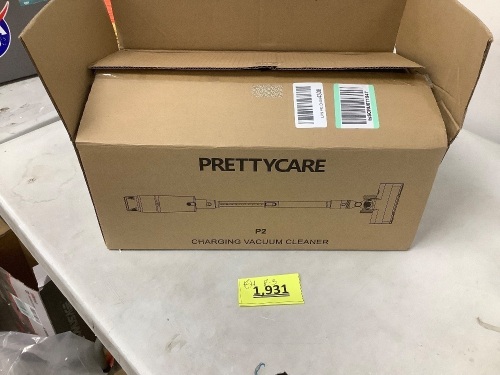 PRETTYCARE
P2
CHARGING VACUUM CLEANER
1,931